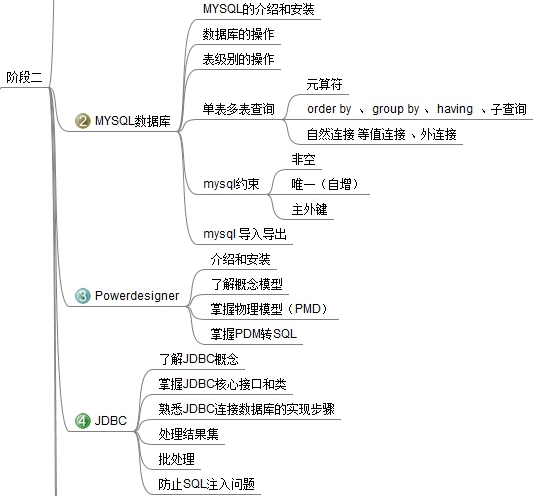 阶段二
2 MYSQL数据库
MYSQL的介绍和安装
数据库的操作
表级别的操作
单表多表查询
元算符
order by 、group by 、having 、子查询
自然连接 等值连接 、外连接
mysql约束
非空
唯一（自增）
主外键
mysql 导入导出
3 Powerdesigner
介绍和安装
了解概念模型
掌握物理模型（PMD）
掌握PDM转SQL
4 JDBC
了解JDBC概念
掌握JDBC核心接口和类
熟悉JDBC连接数据库的实现步骤
处理结果集
批处理
防止SQL注入问题